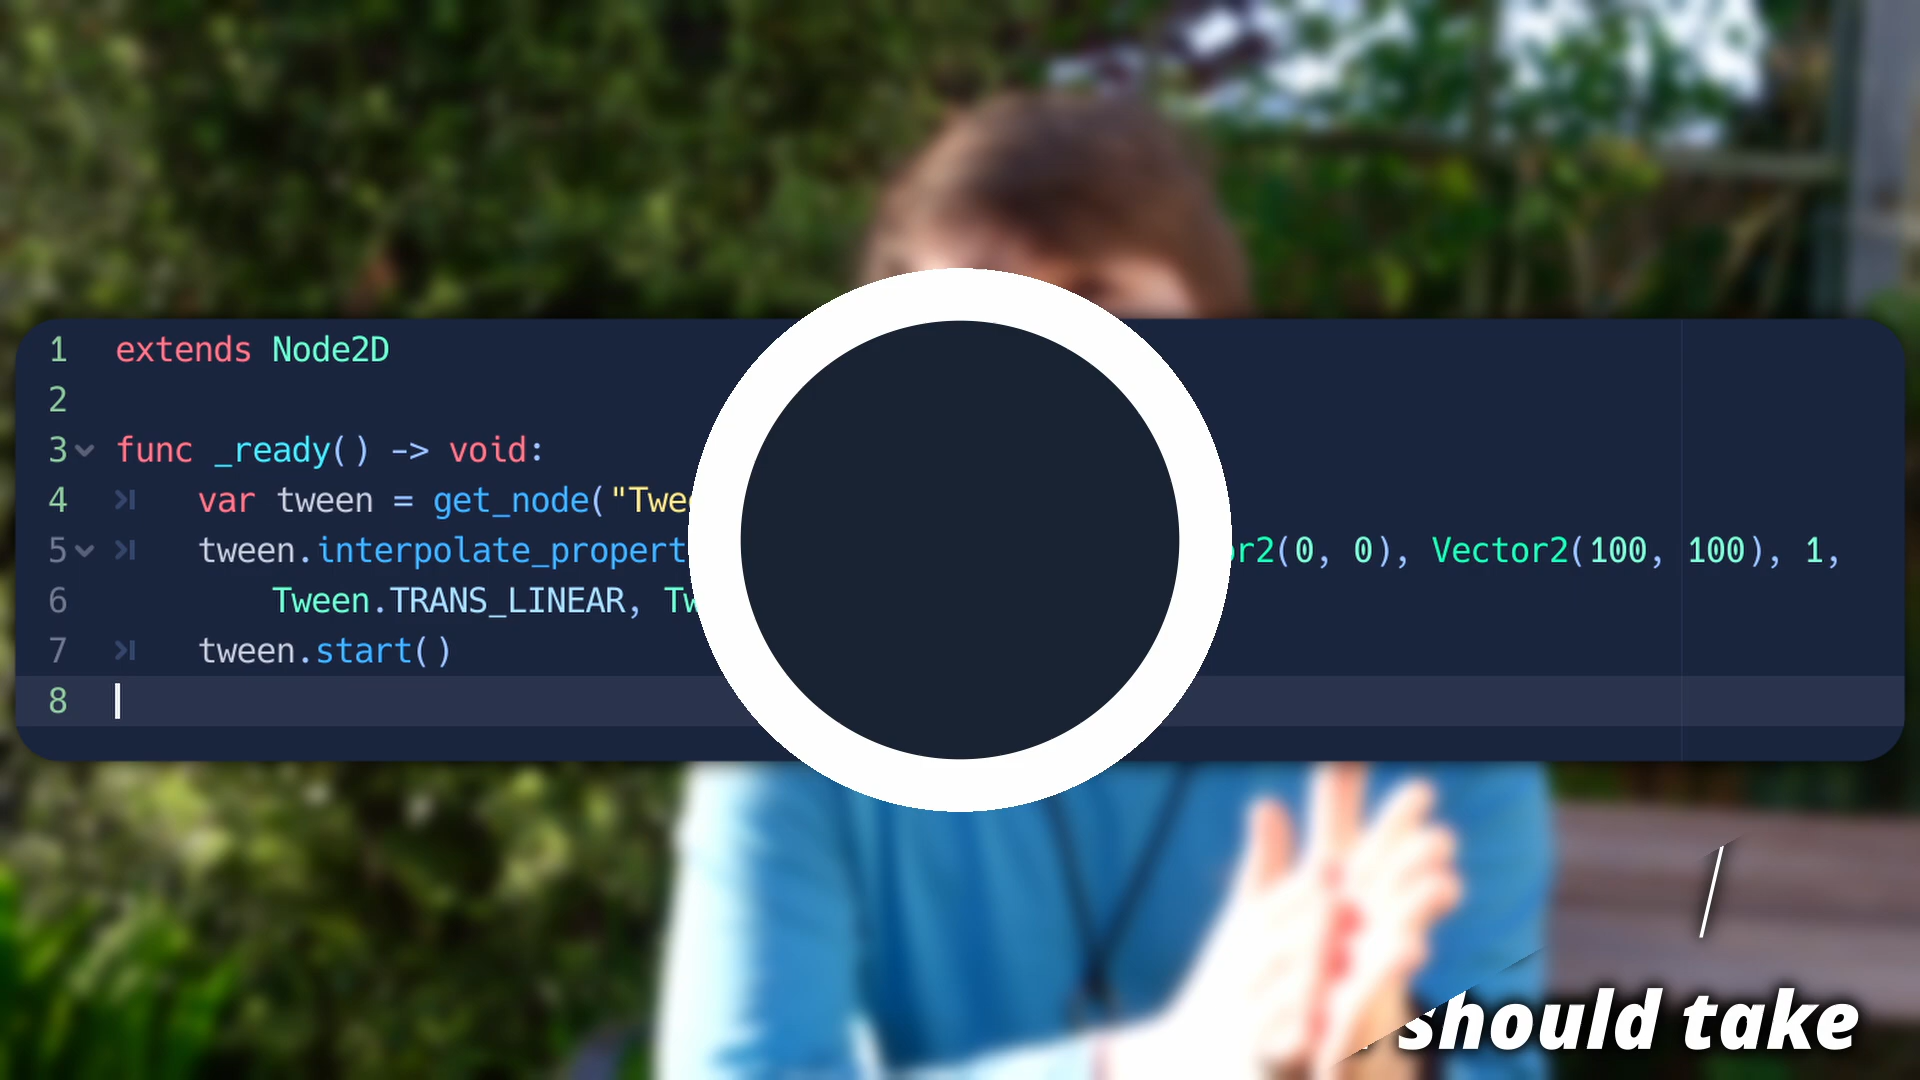 1 extends Node2D
2
3 func _ready() -> void:
4 var tween = get_node("Twe
5 tween.interpolate_propert r2(0, 0), Vector2(100, 100), 1,
6 Tween.TRANS_LINEAR, Tw
7 tween.start()
8
should take